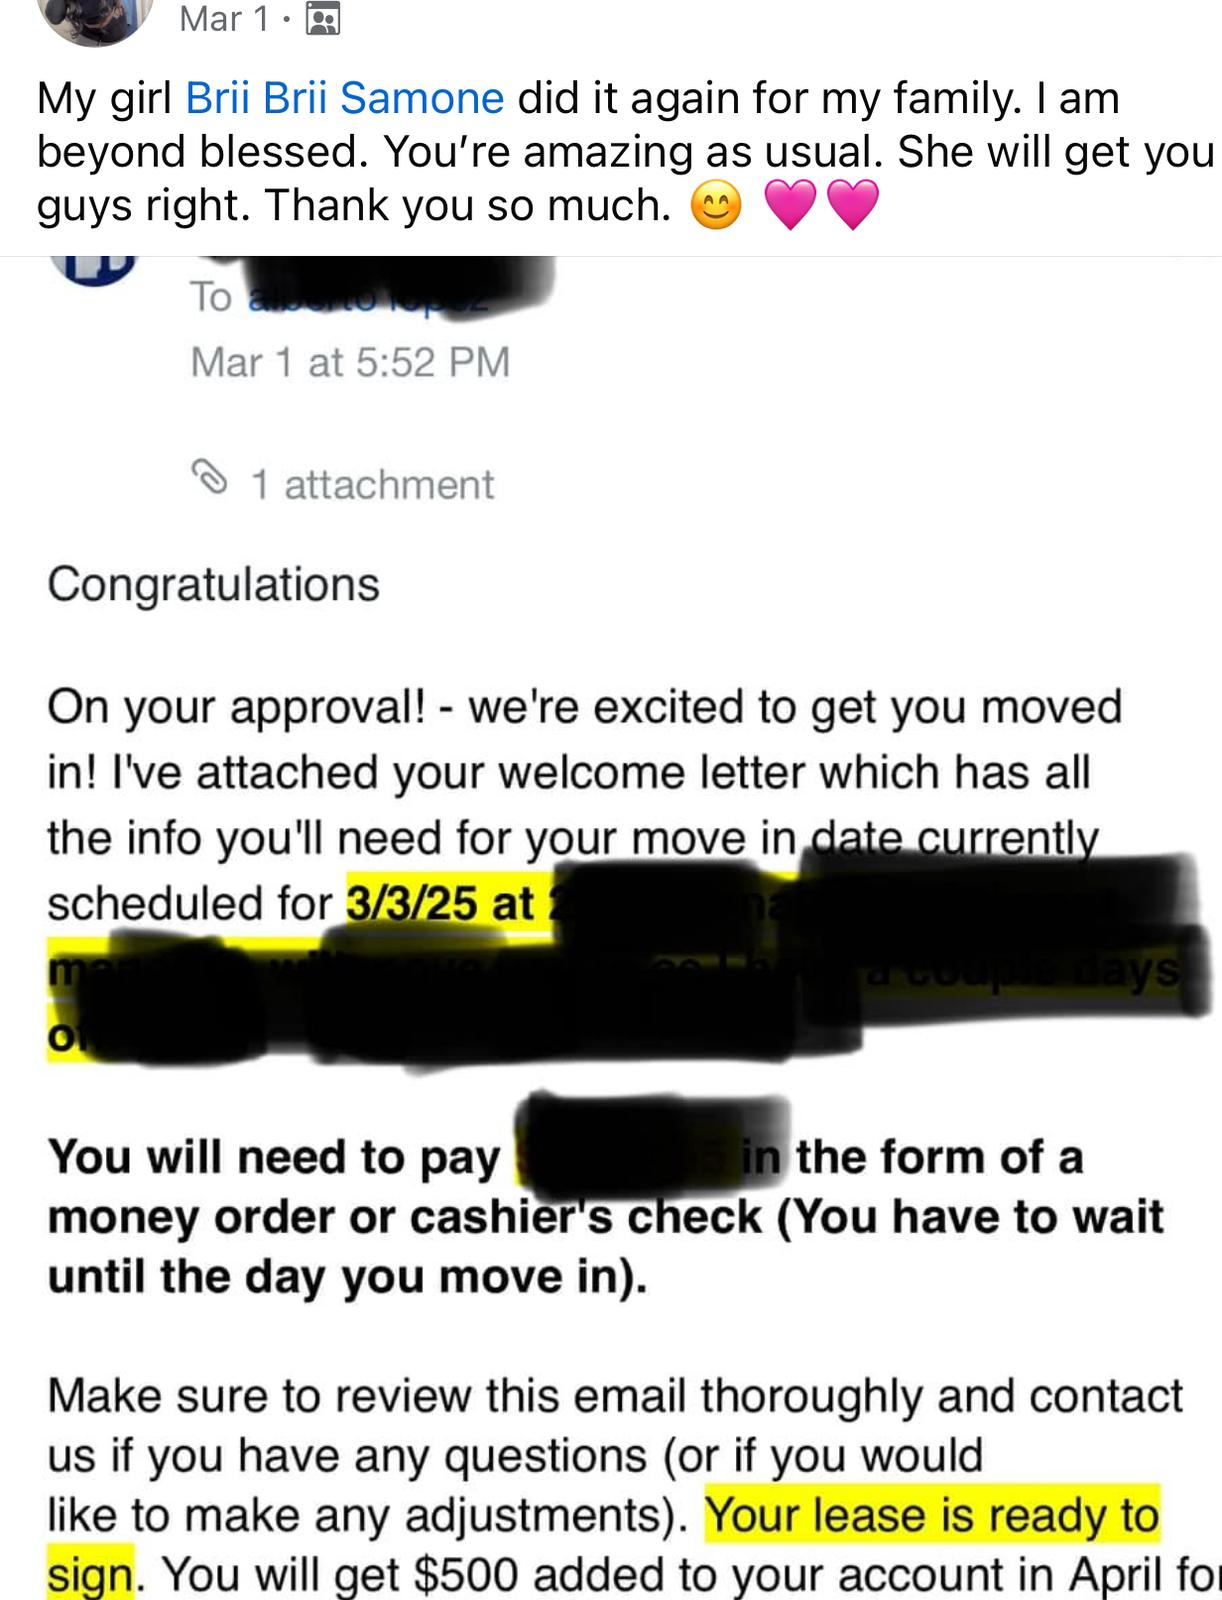 Mar 1 ·
My girl Brii Brii Samone did it again for my family. I am
beyond blessed. You're amazing as usual. She will get you
guys right. Thank you so much. 😊 💗💗
To
Mar 1 at 5:52 PM
1 attachment
Congratulations
On your approval! - we're excited to get you moved
in! I've attached your welcome letter which has all
the info you'll need for your move in date currently
scheduled for 3/3/25 at
a couple days
You will need to pay in the form of a
money order or cashier's check (You have to wait
until the day you move in).
Make sure to review this email thoroughly and contact
us if you have any questions (or if you would
like to make any adjustments). Your lease is ready to
sign. You will get $500 added to your account in April for